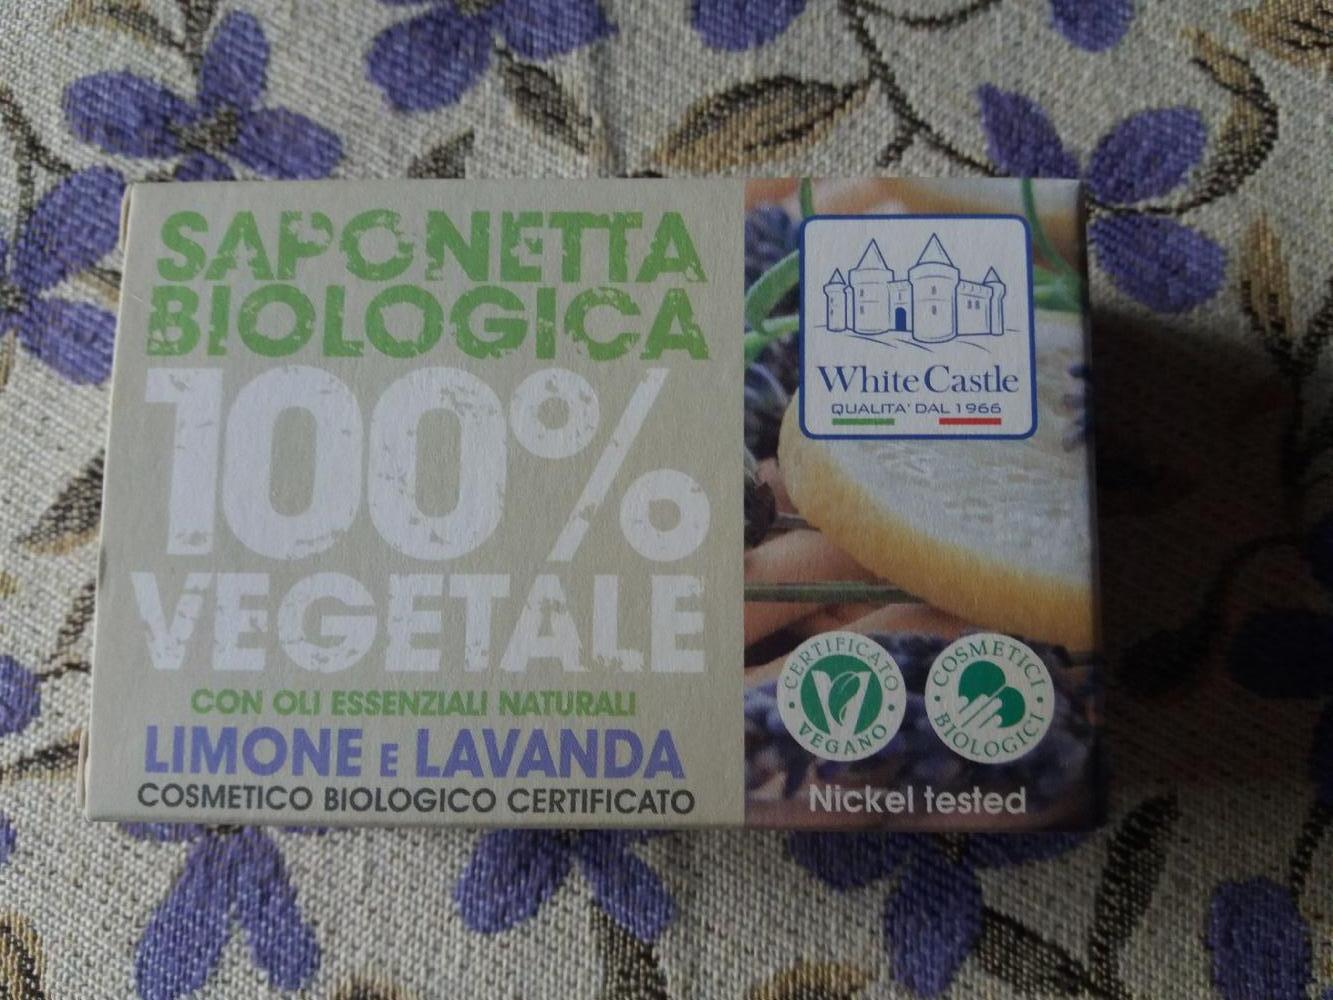 SAPONETTA
BIOLOGICA
100%
VEGETALE
CON OLI ESSENZIALI NATURALI
LIMONE E LAVANDA
COSMETICO BIOLOGICO CERTIFICATO
White Castle
QUALITA' DAL 1966
CERTIFICATO
VEGANO
COSMETICI
BIOLOGICI
Nickel tested